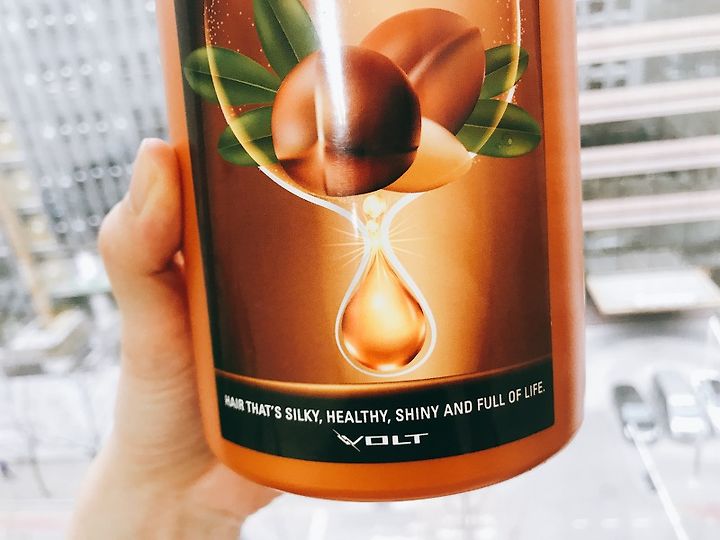 HAIR THAT'S SILKY, HEALTHY, SHINY AND FULL OF LIFE.
VOLT